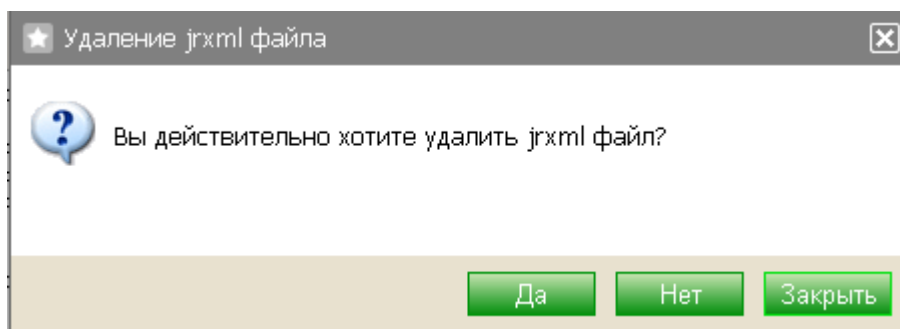 Удаление jrxml файла
Вы действительно хотите удалить jrxml файл?
Да Нет Закрыть